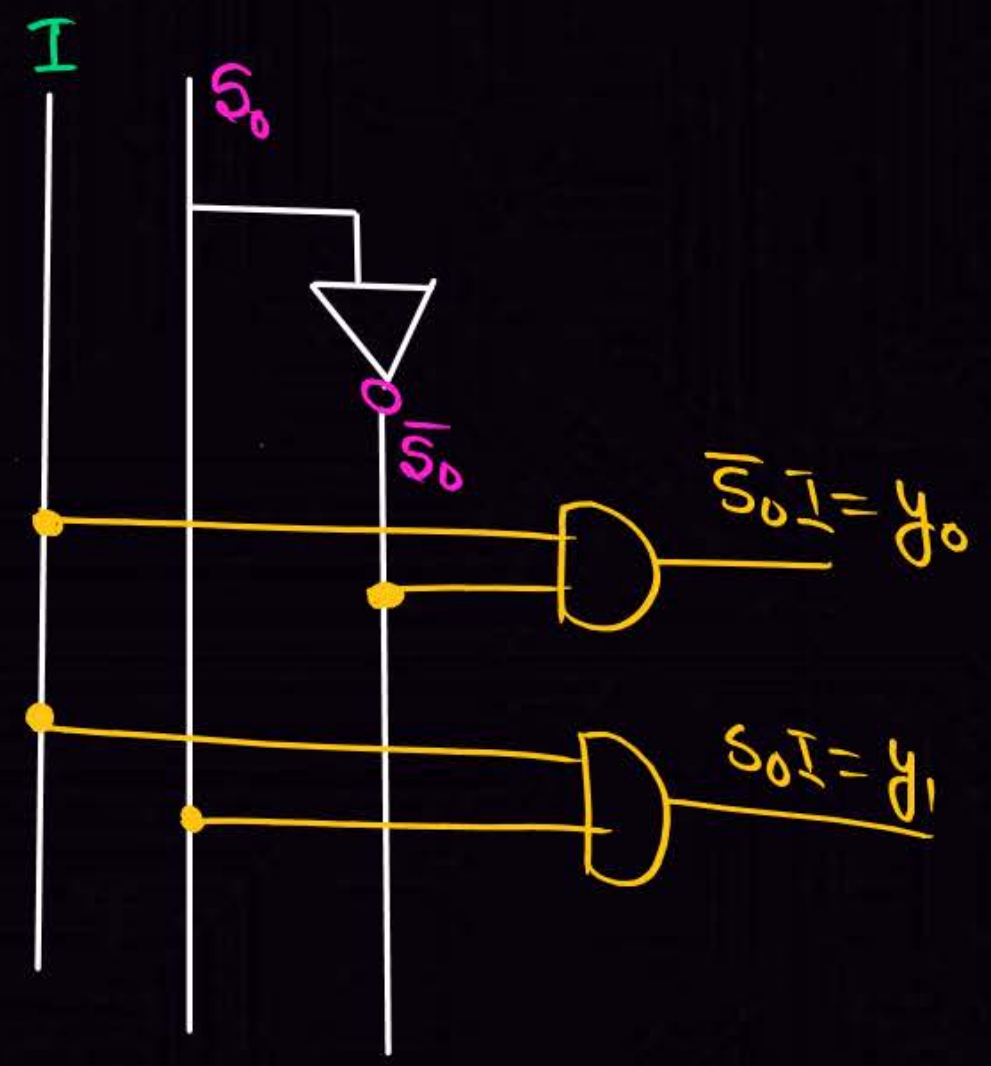 I
S₀
S̅₀
S̅₀I = y₀
S₀I = y₁